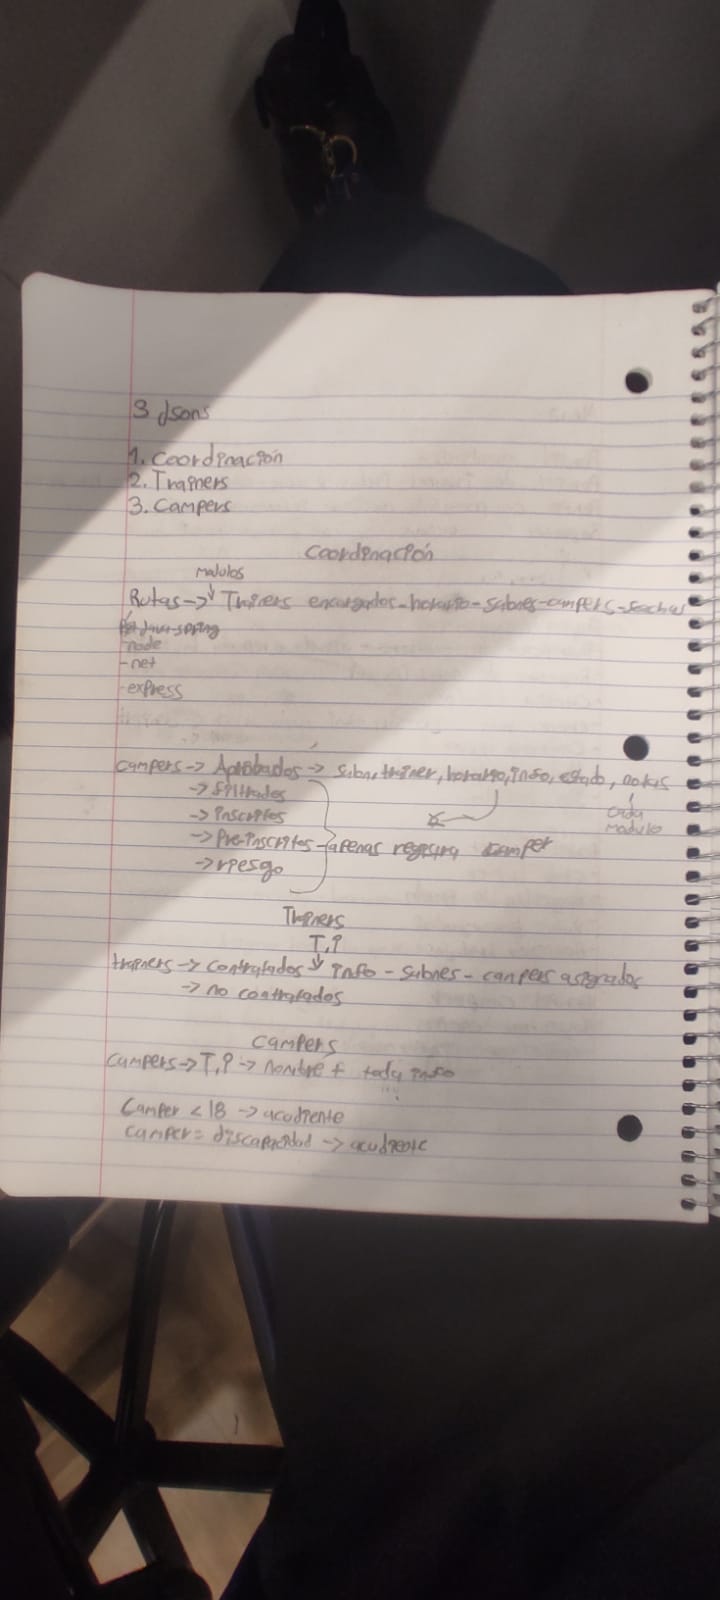 3 Jsons
1. Coordinación
2. Trainers
3. Campers
Coordinación
Modulos
Rutas -> Trainers encargados - horario - salones - campers - fechas
Java-spring
-node
-net
-express
campers -> Aprobados -> salon, trainer, horario, info, estado, notas
-> filtrados
-> inscritos
cada
modulo
-> Pre-inscritos - apenas registra camper
-> riesgo
Trainers
T,P
trainers -> contratados info - salones - campers asignados
-> no contratados
Campers
campers -> T,P -> nombre + toda info
Camper < 18 -> acudiente
camper = discapacidad -> acudiente